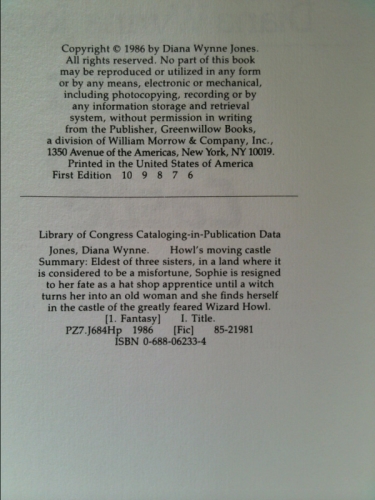 Copyright © 1986 by Diana Wynne Jones.
All rights reserved. No part of this book
may be reproduced or utilized in any form
or by any means, electronic or mechanical,
including photocopying, recording or by
any information storage and retrieval
system, without permission in writing
from the Publisher, Greenwillow Books,
a division of William Morrow & Company, Inc.,
1350 Avenue of the Americas, New York, NY 10019.
Printed in the United States of America
First Edition 10 9 8 7 6
Library of Congress Cataloging-in-Publication Data
Jones, Diana Wynne. Howl's moving castle
Summary: Eldest of three sisters, in a land where it
is considered to be a misfortune, Sophie is resigned
to her fate as a hat shop apprentice until a witch
turns her into an old woman and she finds herself
in the castle of the greatly feared Wizard Howl.
[1. Fantasy] I. Title.
PZ7.J684Hp 1986 [Fic] 85-21981
ISBN 0-688-06233-4